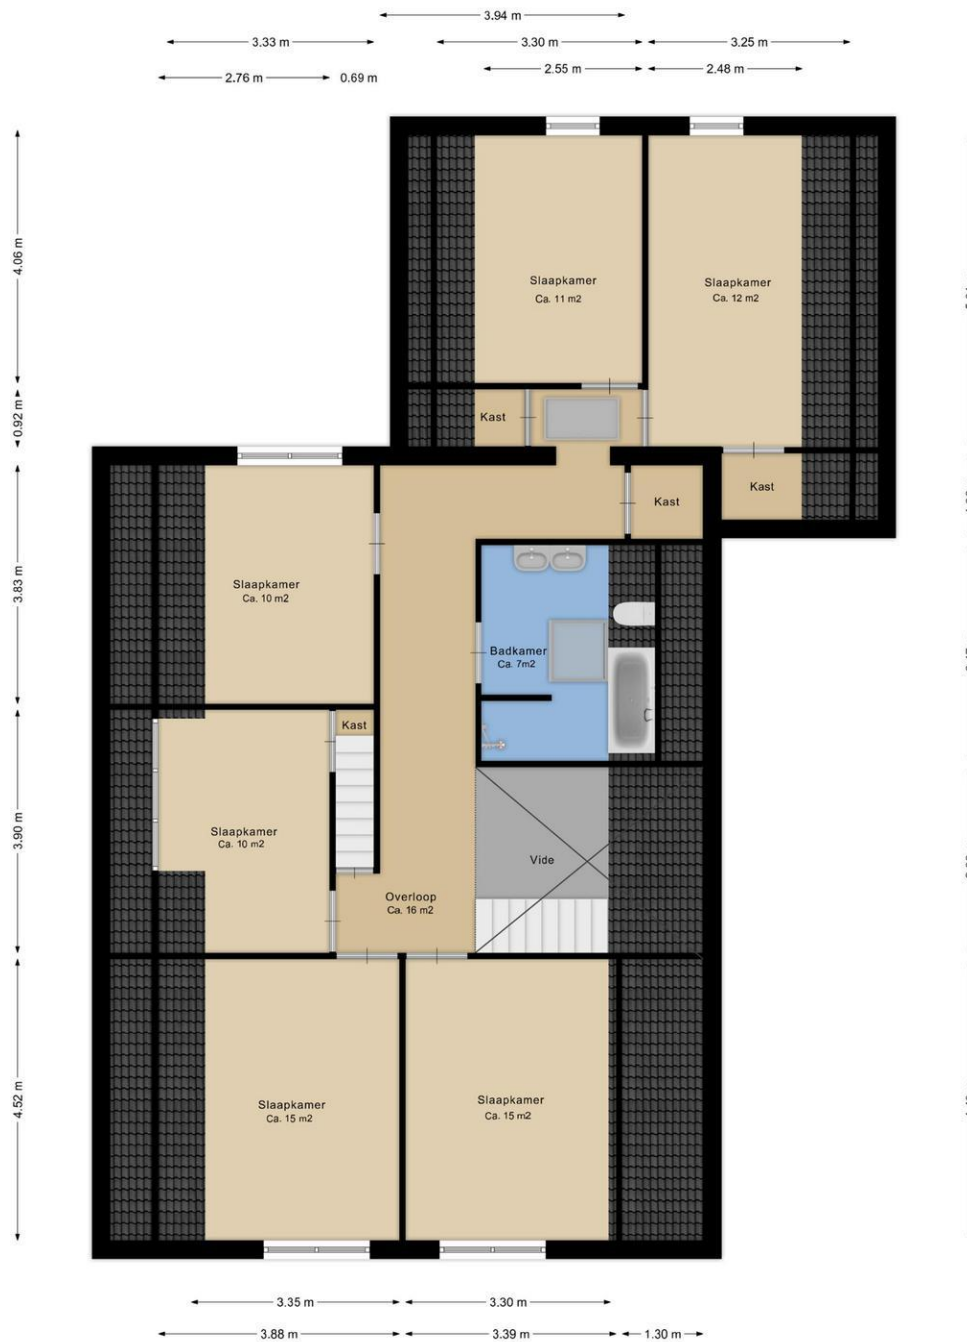 3.94 m
3.33 m
3.30 m
3.25 m
2.76 m
0.69 m
2.55 m
2.48 m
4.06 m
Slaapkamer
Ca. 11 m2
Slaapkamer
Ca. 12 m2
0.92 m
Kast
Kast
Kast
3.83 m
Slaapkamer
Ca. 10 m2
Badkamer
Ca. 7m2
Kast
3.90 m
Slaapkamer
Ca. 10 m2
Vide
Overloop
Ca. 16 m2
4.52 m
Slaapkamer
Ca. 15 m2
Slaapkamer
Ca. 15 m2
3.35 m
3.30 m
3.88 m
3.39 m
1.30 m